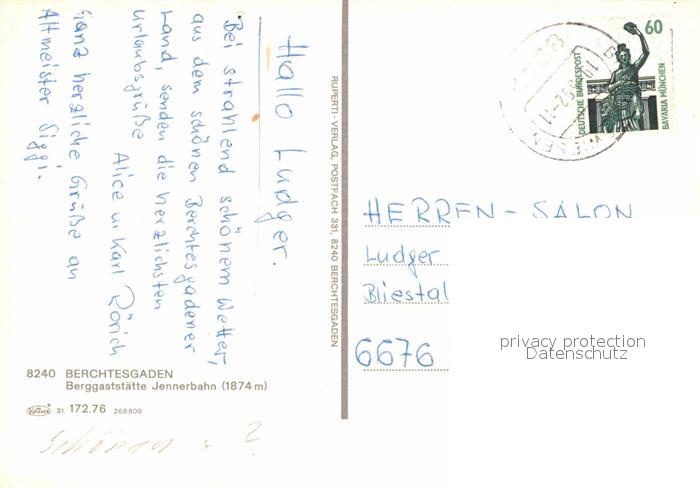 Hallo Ludger.
Bei strahlend schönem Wetter,
aus dem schönen Berchtesgadener
Land, senden die herzlichsten
Urlaubsgrüße
Alice u. Karl Rörich
Ganz herzliche Grüße an
Altmeister Siggi.
8240 BERCHTESGADEN
Berggaststätte Jennerbahn (1874 m)
31. 172.76 268800
RUPERTI-VERLAG, POSTFACH 331, 8240 BERCHTESGADEN
60
DEUTSCHE BUNDESPOST
BAVARIA MÜNCHEN
HERREN-SALON
Ludger
Bliestal
6676
privacy protection
Datenschutz